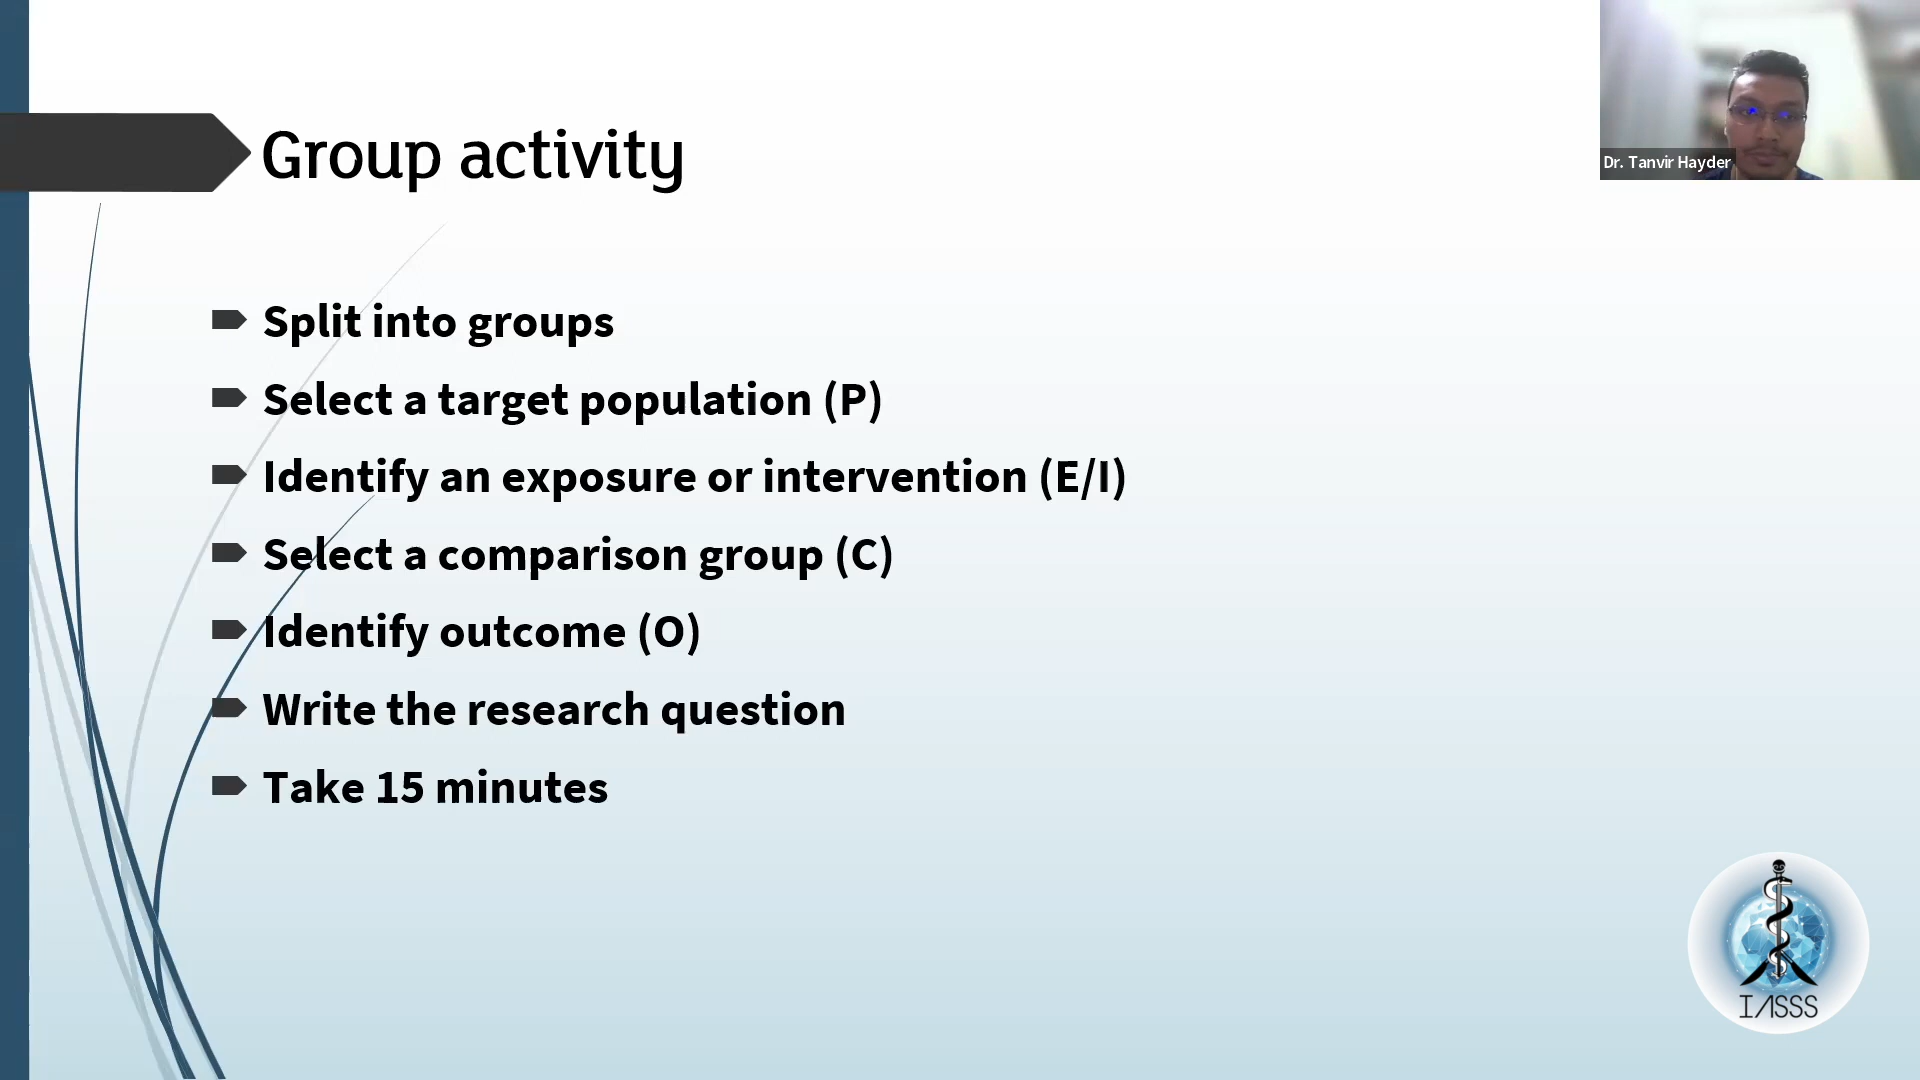 Group activity
Dr. Tanvir Hayder
Split into groups
Select a target population (P)
Identify an exposure or intervention (E/I)
Select a comparison group (C)
Identify outcome (O)
Write the research question
Take 15 minutes
IASSS